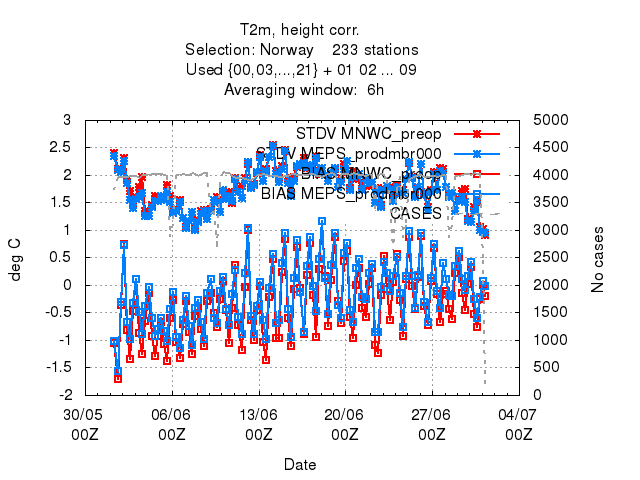 T2m, height corr.
Selection: Norway 233 stations
Used {00,03,...,21} + 01 02 ... 09
Averaging window: 6h
3
2.5
2
1.5
1
0.5
0
-0.5
-1
-1.5
-2
deg C
5000
4500
4000
3500
3000
2500
2000
1500
1000
500
0
No cases
STDV MNWC_preop
STDV MEPS_prodmbr000
BIAS MNWC_preop
BIAS MEPS_prodmbr000
CASES
30/05 06/06 13/06 20/06 27/06 04/07
00Z 00Z 00Z 00Z 00Z 00Z
Date